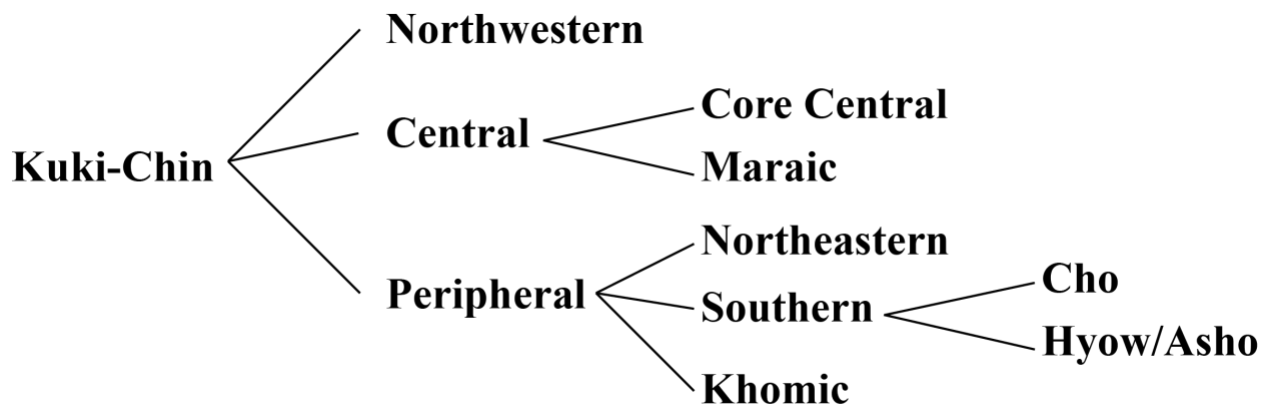 Northwestern
Core Central
Central
Kuki-Chin
Maraic
Northeastern
Cho
Peripheral
Southern
Hyow/Asho
Khomic